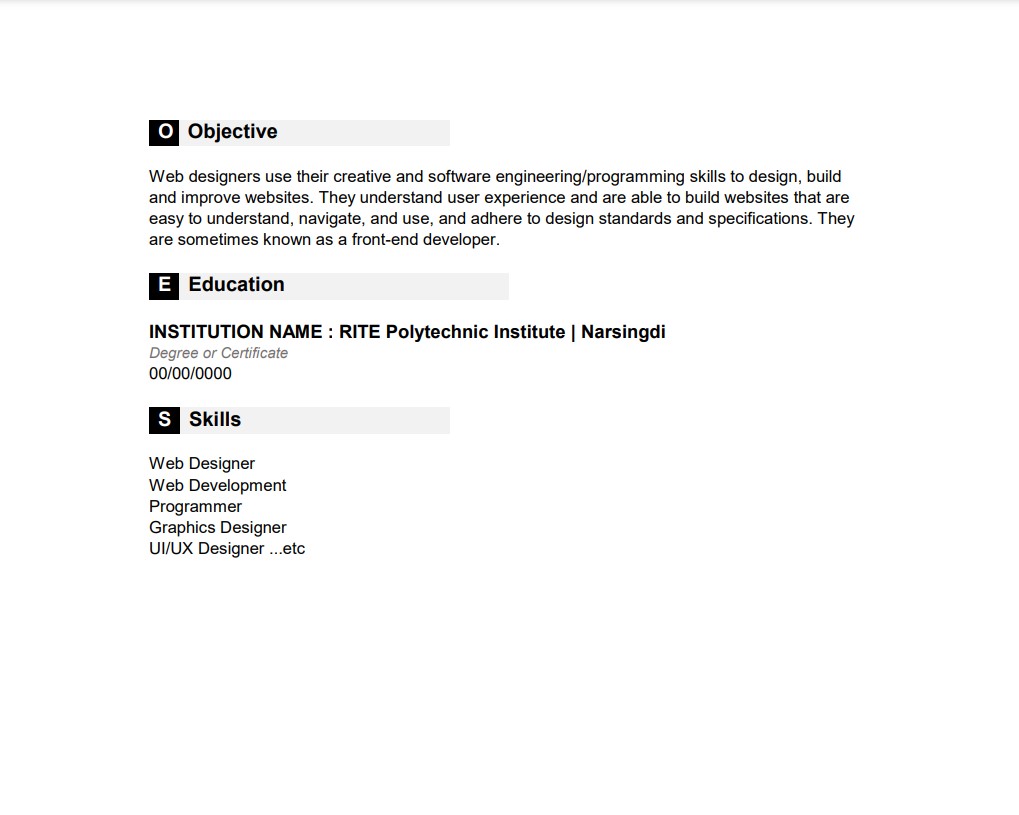 O Objective
Web designers use their creative and software engineering/programming skills to design, build
and improve websites. They understand user experience and are able to build websites that are
easy to understand, navigate, and use, and adhere to design standards and specifications. They
are sometimes known as a front-end developer.
E Education
INSTITUTION NAME : RITE Polytechnic Institute | Narsingdi
Degree or Certificate
00/00/0000
S Skills
Web Designer
Web Development
Programmer
Graphics Designer
UI/UX Designer ...etc